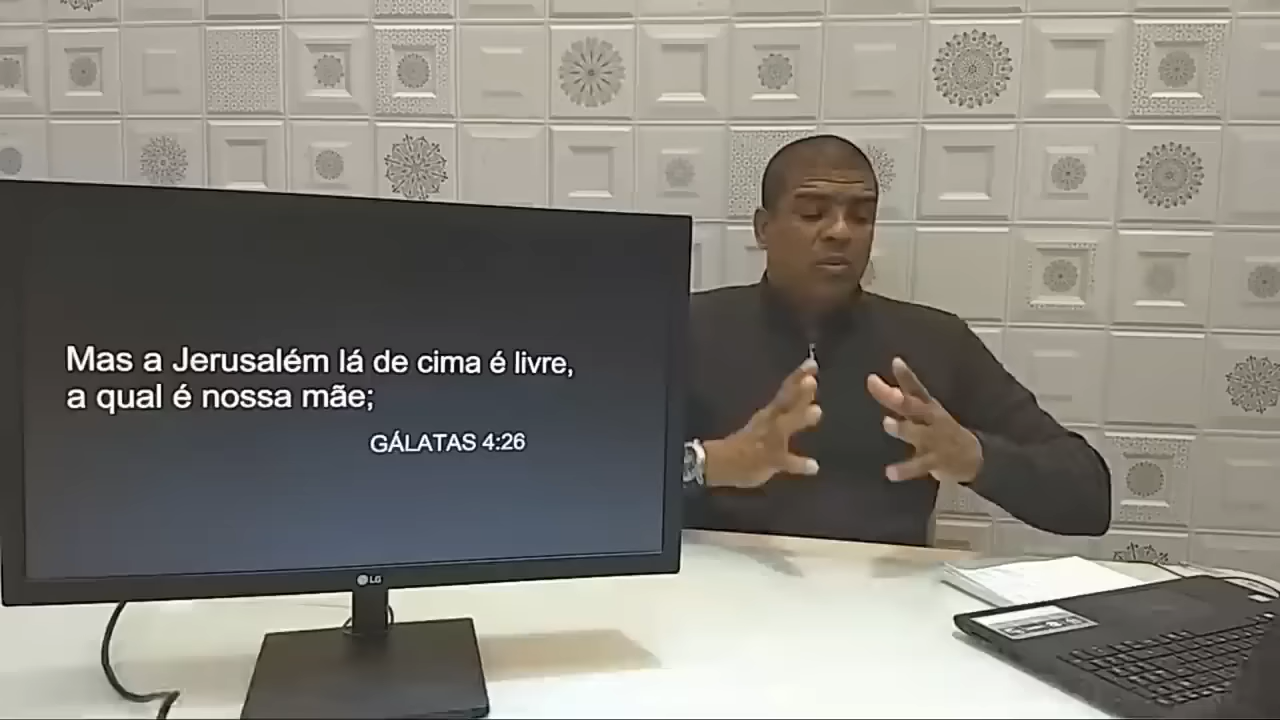 Mas a Jerusalém lá de cima é livre,
a qual é nossa mãe;
GÁLATAS 4:26
LG